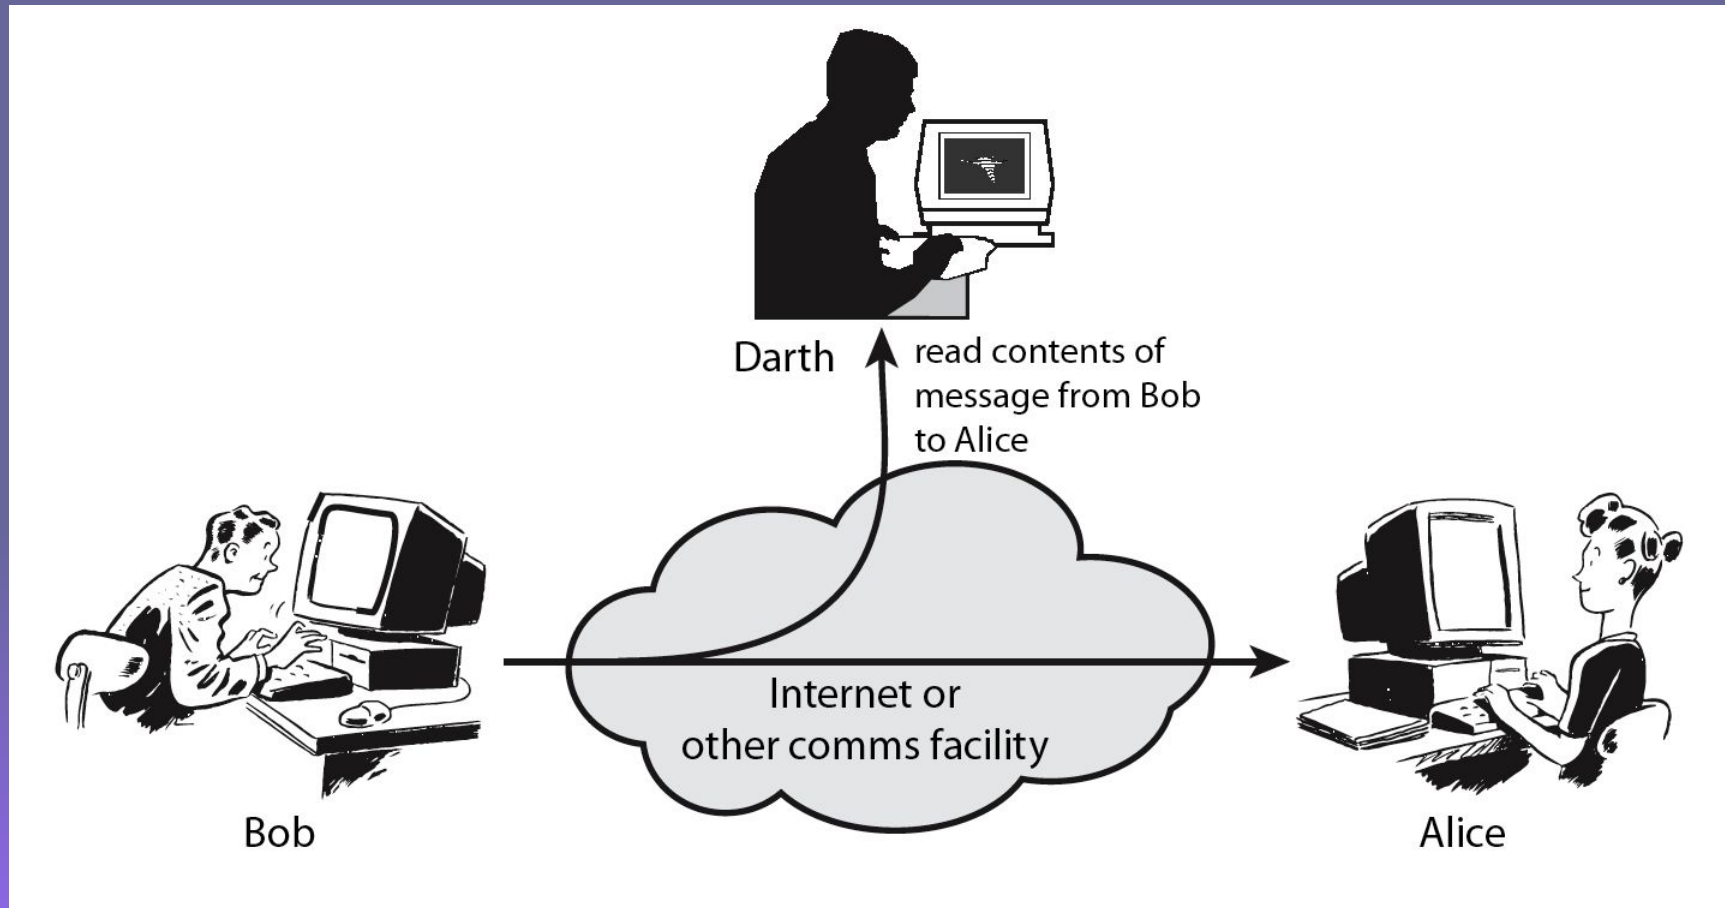 Darth
read contents of
message from Bob
to Alice
Internet or
other comms facility
Bob
Alice